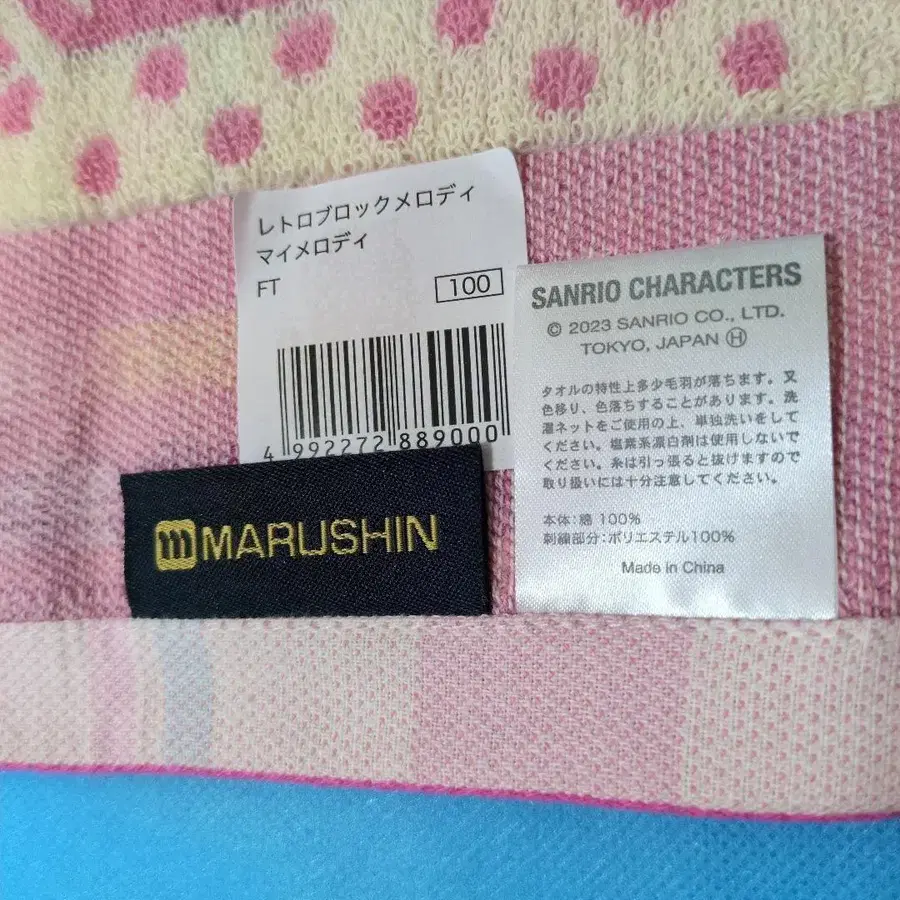 レトロブロックメロディ
マイメロディ
FT
100
4 992272 889000
MARUSHIN
SANRIO CHARACTERS
© 2023 SANRIO CO., LTD.
TOKYO, JAPAN Ⓗ
タオルの特性上多少毛羽が落ちます。又
色移り、色落ちすることがあります。洗
濯ネットをご使用の上、単独洗いをして
ください。塩素系漂白剤は使用しないで
ください。糸は引っ張ると抜けますので
取り扱いには十分注意してください。
本体:綿 100%
刺繍部分:ポリエステル100%
Made in China